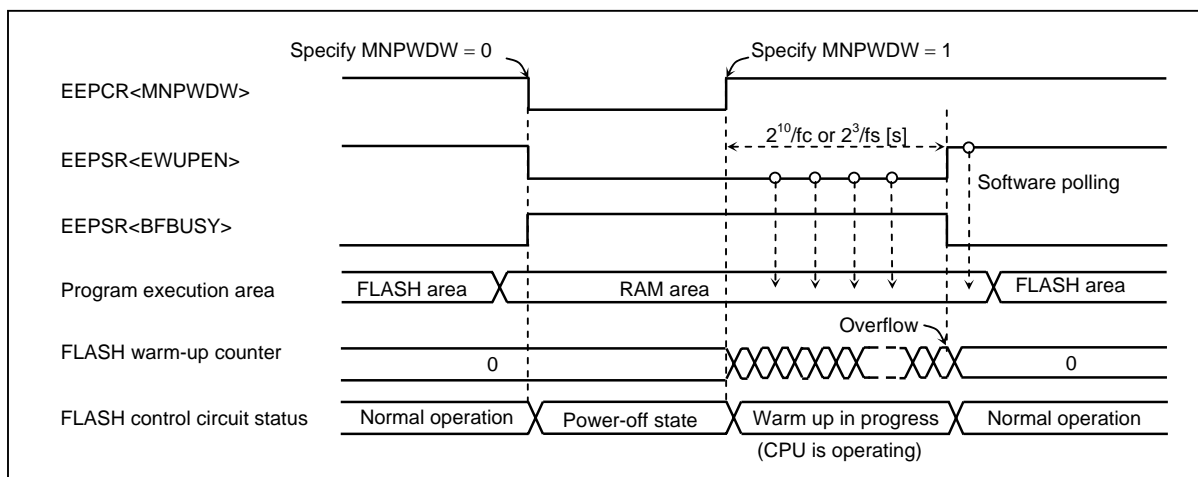 Specify MNPWDW = 0
Specify MNPWDW = 1
EEPCR<MNPWDW>
2^10/fc or 2^3/fs [s]
EEPSR<EWUPEN>
Software polling
EEPSR<BFBUSY>
Program execution area
FLASH area
RAM area
FLASH area
Overflow
FLASH warm-up counter
0
0
FLASH control circuit status
Normal operation
Power-off state
Warm up in progress
Normal operation
(CPU is operating)